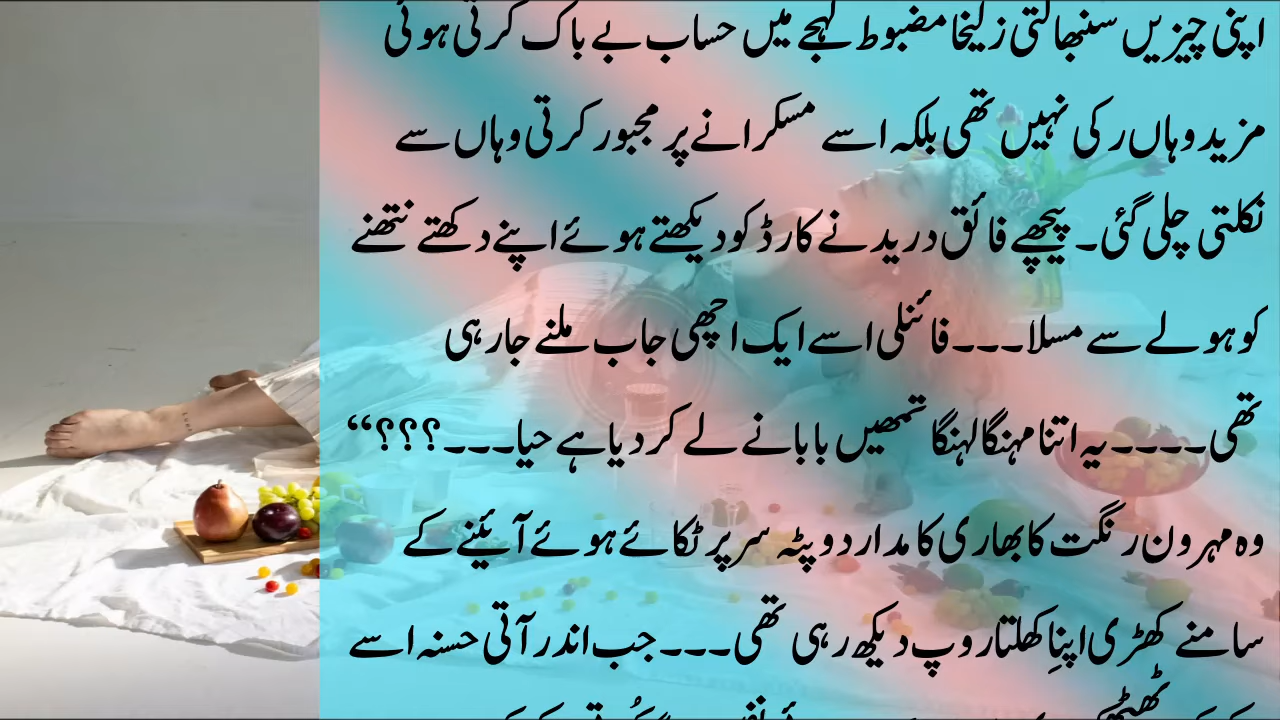 اپنی چیزیں سنبھالتی زلیخا مضبوط لہجے میں حساب بے باک کرتی ہوئی
مزید وہاں رکی نہیں تھی بلکہ اسے مسکرانے پر مجبور کرتی وہاں سے
نکلتی چلی گئی۔ پیچھے فائق درید نے کارڈ کو دیکھتے ہوئے اپنے دکھتے نتھنے
کو ہولے سے مسلا۔۔۔ فائنلی اسے ایک اچھی جاب ملنے جارہی
تھی۔۔۔۔ یہ اتنا مہنگا لہنگا تمھیں بابا نے لے کر دیا ہے حیا۔۔۔؟؟؟“
وہ مہرون رنگت کا بھاری کامدار دوپٹہ سر پر ٹکائے ہوئے آئینے کے
سامنے کھڑی اپنا کھلتا روپ دیکھ رہی تھی۔۔۔ جب اندر آتی حسنہ اسے